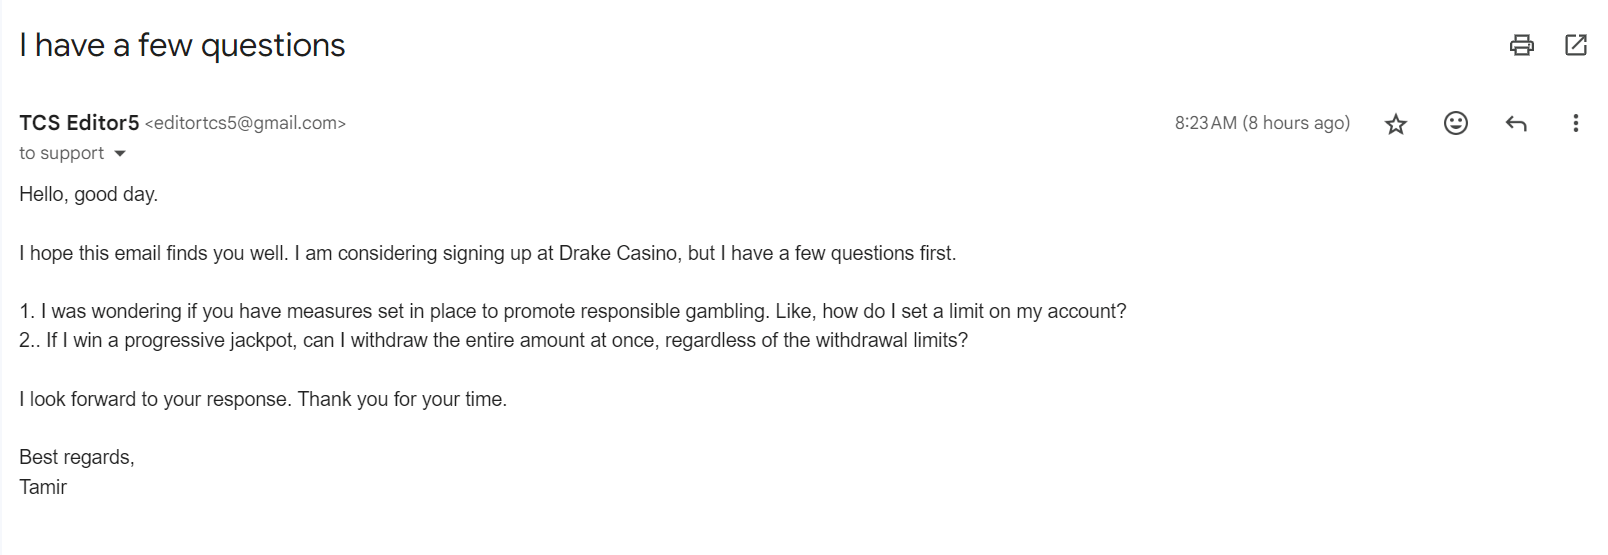 I have a few questions
TCS Editor5 <editortcs5@gmail.com>
8:23 AM (8 hours ago)
to support
Hello, good day.
I hope this email finds you well. I am considering signing up at Drake Casino, but I have a few questions first.
1. I was wondering if you have measures set in place to promote responsible gambling. Like, how do I set a limit on my account?
2.. If I win a progressive jackpot, can I withdraw the entire amount at once, regardless of the withdrawal limits?
I look forward to your response. Thank you for your time.
Best regards,
Tamir